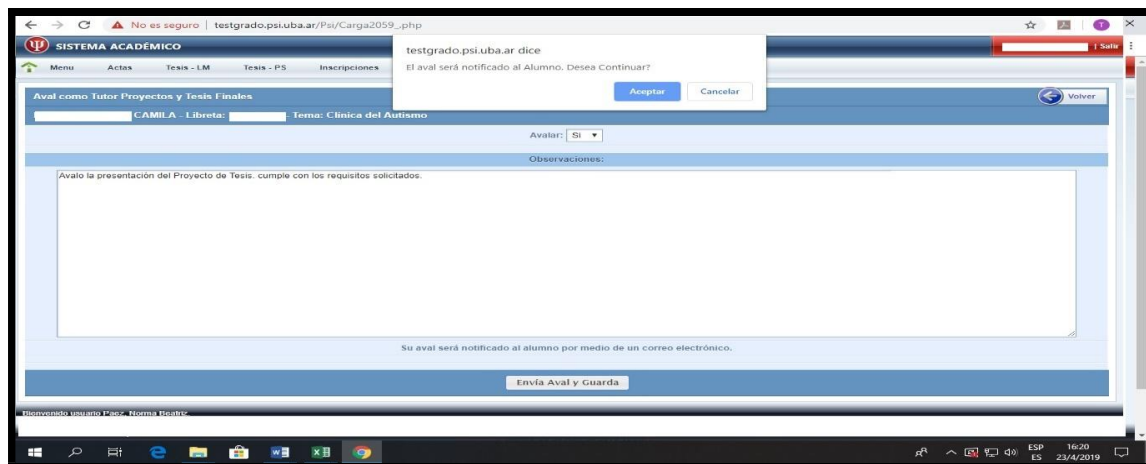 No es seguro | testgrado.psi.uba.ar/Psi/Carga2059_.php
T
SISTEMA ACADÉMICO
| Salir
testgrado.psi.uba.ar dice
El aval será notificado al Alumno. Desea Continuar?
Aceptar Cancelar
Menu Actas Tesis - LM Tesis - PS Inscripciones
Aval como Tutor Proyectos y Tesis Finales
Volver
CAMILA - Libreta: - Tema: Clínica del Autismo
Avalar: Si
Observaciones:
Avalo la presentación del Proyecto de Tesis. cumple con los requisitos solicitados.
Su aval será notificado al alumno por medio de un correo electrónico.
Envía Aval y Guarda
Bienvenido usuario Paez, Norma Beatriz.
ESP
ES
16:20
23/4/2019